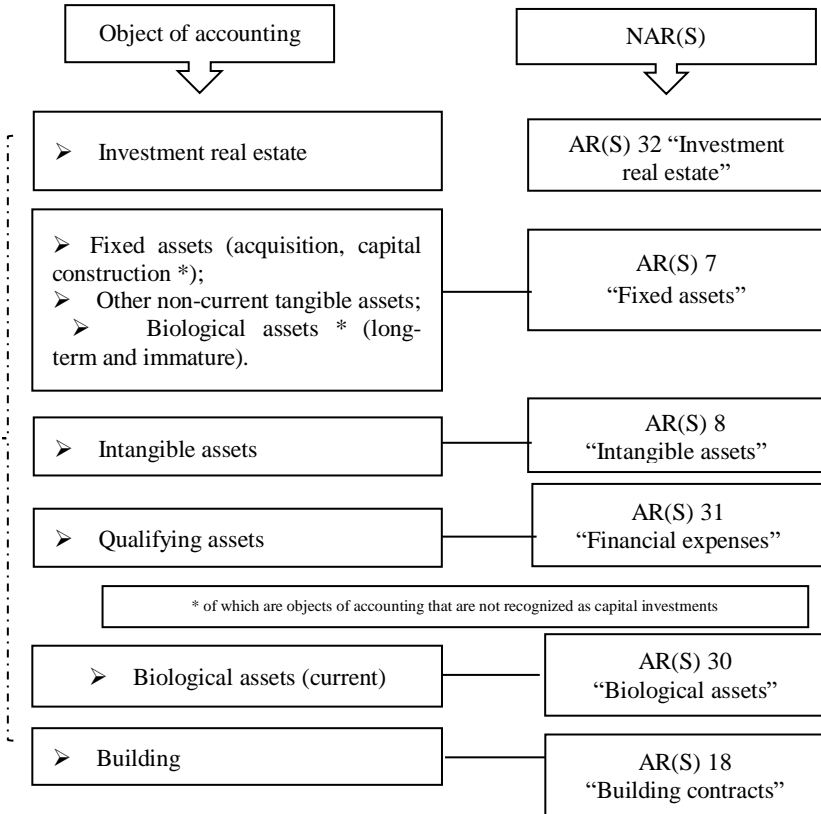 Object of accounting
NAR(S)
➢ Investment real estate
AR(S) 32 “Investment
real estate”
➢ Fixed assets (acquisition, capital
construction *);
➢ Other non-current tangible assets;
➢ Biological assets * (long-
term and immature).
AR(S) 7
“Fixed assets”
➢ Intangible assets
AR(S) 8
“Intangible assets”
➢ Qualifying assets
AR(S) 31
“Financial expenses”
* of which are objects of accounting that are not recognized as capital investments
➢ Biological assets (current)
AR(S) 30
“Biological assets”
➢ Building
AR(S) 18
“Building contracts”